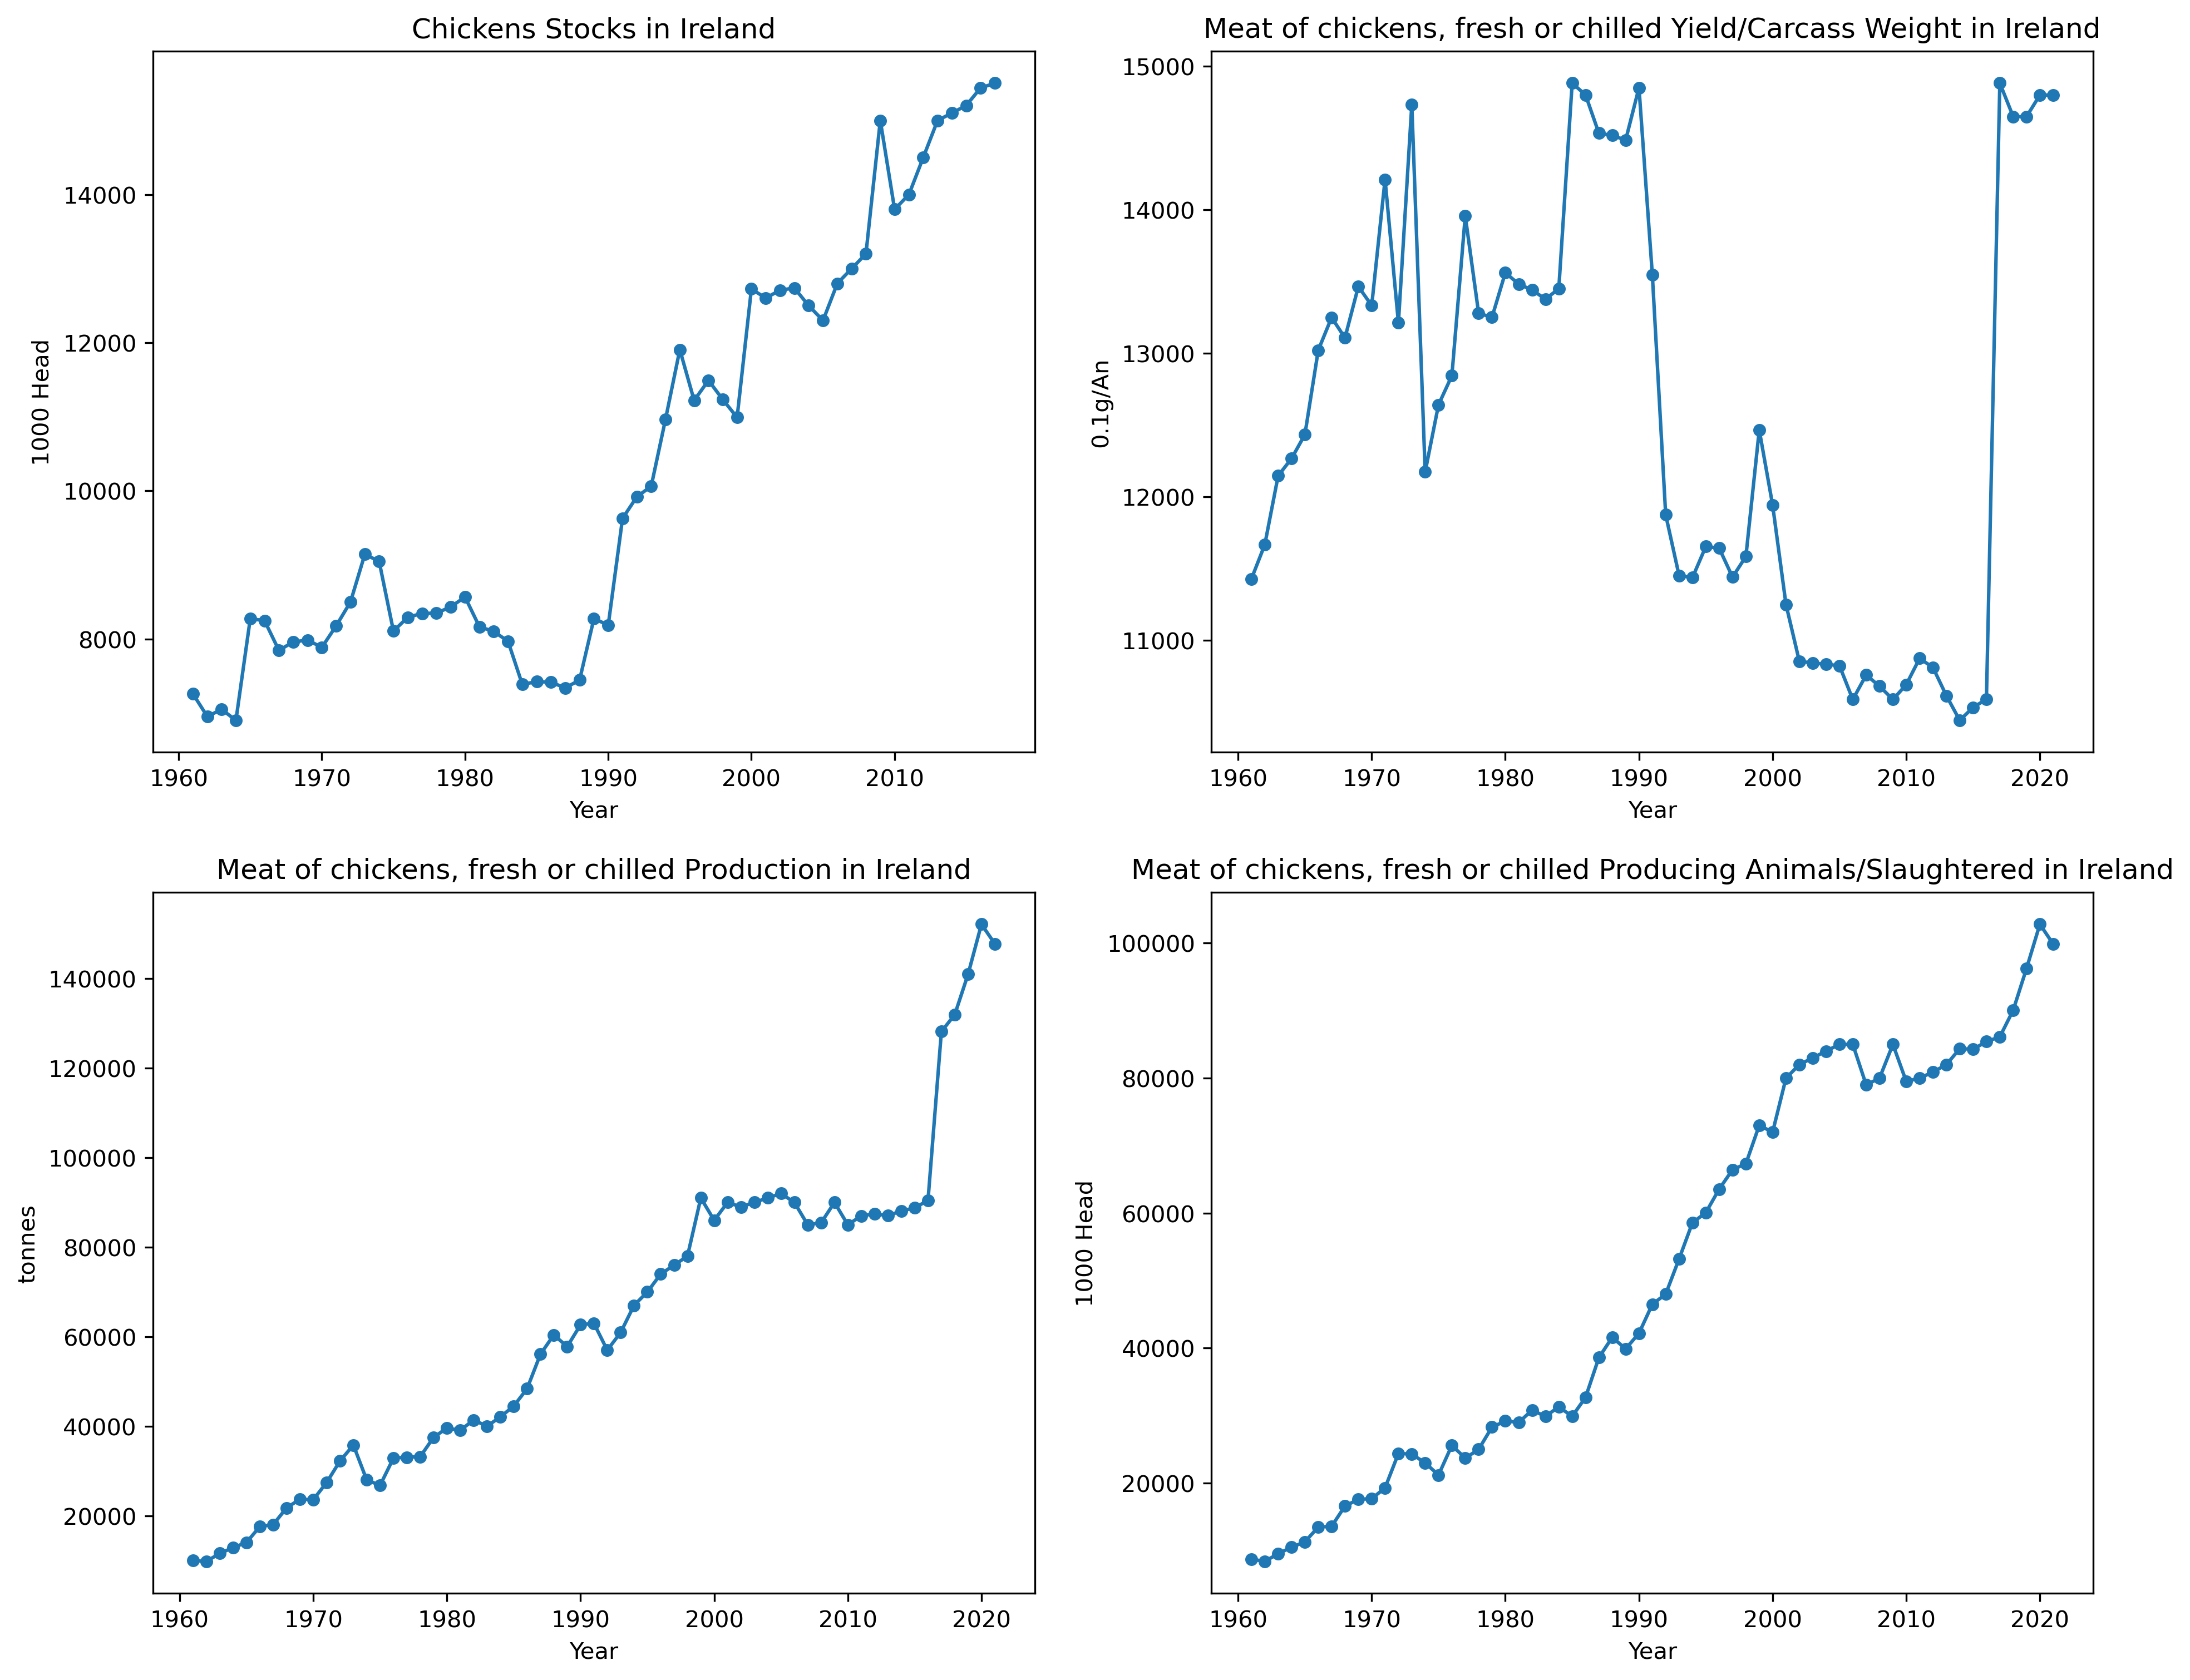 Chickens Stocks in Ireland
1000 Head
14000
12000
10000
8000
1960 1970 1980 1990 2000 2010
Year
Meat of chickens, fresh or chilled Yield/Carcass Weight in Ireland
0.1g/An
15000
14000
13000
12000
11000
1960 1970 1980 1990 2000 2010 2020
Year
Meat of chickens, fresh or chilled Production in Ireland
tonnes
140000
120000
100000
80000
60000
40000
20000
1960 1970 1980 1990 2000 2010 2020
Year
Meat of chickens, fresh or chilled Producing Animals/Slaughtered in Ireland
1000 Head
100000
80000
60000
40000
20000
1960 1970 1980 1990 2000 2010 2020
Year